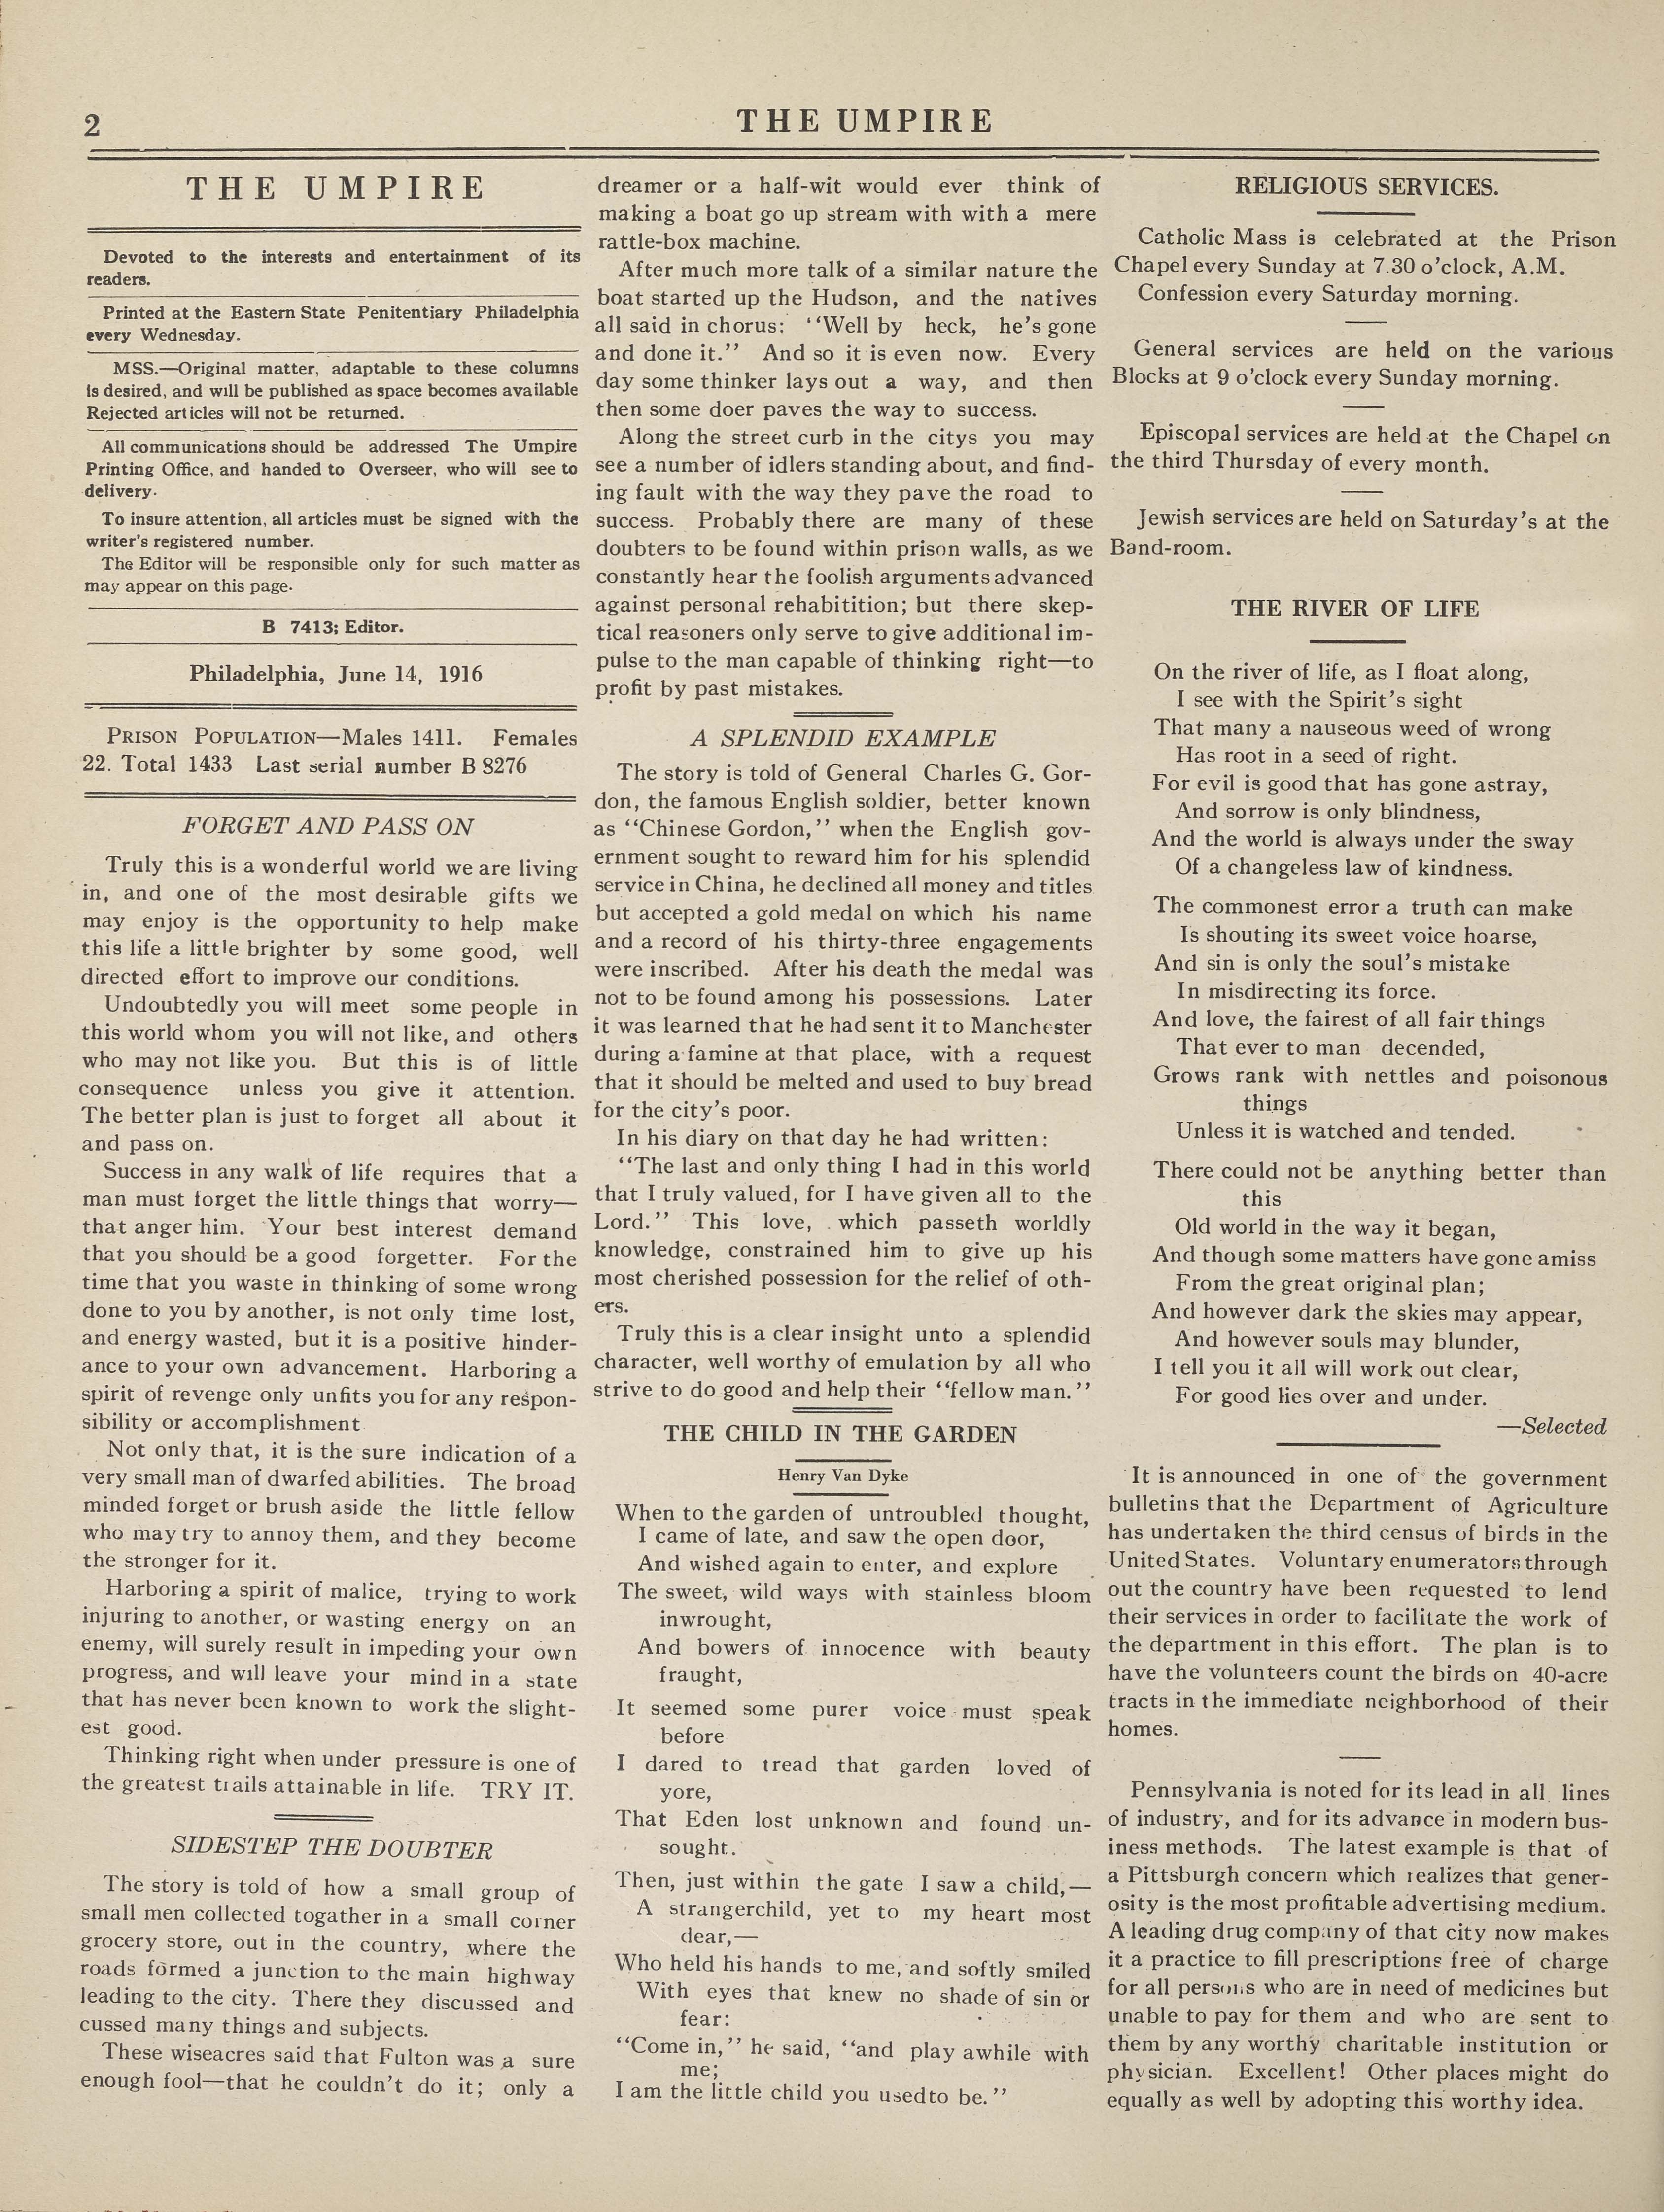 2
THE UMPIRE
THE UMPIRE
Devoted to the interests and entertainment of its
readers.
Printed at the Eastern State Penitentiary Philadelphia
every Wednesday.
MSS.—Original matter, adaptable to these columns
is desired, and will be published as space becomes available
Rejected articles will not be returned.
All communications should be addressed The Umpire
Printing Office, and handed to Overseer, who will see to
delivery.
To insure attention, all articles must be signed with the
writer's registered number.
The Editor will be responsible only for such matter as
may appear on this page.
B 7413; Editor.
Philadelphia, June 14, 1916
PRISON POPULATION—Males 1411. Females
22. Total 1433 Last serial number B 8276
FORGET AND PASS ON
Truly this is a wonderful world we are living
in, and one of the most desirable gifts we
may enjoy is the opportunity to help make
this life a little brighter by some good, well
directed effort to improve our conditions.
Undoubtedly you will meet some people in
this world whom you will not like, and others
who may not like you. But this is of little
consequence unless you give it attention.
The better plan is just to forget all about it
and pass on.
Success in any walk of life requires that a
man must forget the little things that worry—
that anger him. Your best interest demand
that you should be a good forgetter. For the
time that you waste in thinking of some wrong
done to you by another, is not only time lost,
and energy wasted, but it is a positive hinder-
ance to your own advancement. Harboring a
spirit of revenge only unfits you for any respon-
sibility or accomplishment
Not only that, it is the sure indication of a
very small man of dwarfed abilities. The broad
minded forget or brush aside the little fellow
who may try to annoy them, and they become
the stronger for it.
Harboring a spirit of malice, trying to work
injuring to another, or wasting energy on an
enemy, will surely result in impeding your own
progress, and will leave your mind in a state
that has never been known to work the slight-
est good.
Thinking right when under pressure is one of
the greatest trails attainable in life. TRY IT.
SIDESTEP THE DOUBTER
The story is told of how a small group of
small men collected togather in a small corner
grocery store, out in the country, where the
roads formed a junction to the main highway
leading to the city. There they discussed and
cussed many things and subjects.
These wiseacres said that Fulton was a sure
enough fool—that he couldn't do it; only a
dreamer or a half-wit would ever think of
making a boat go up stream with with a mere
rattle-box machine.
After much more talk of a similar nature the
boat started up the Hudson, and the natives
all said in chorus: "Well by heck, he's gone
and done it." And so it is even now. Every
day some thinker lays out a way, and then
then some doer paves the way to success.
Along the street curb in the citys you may
see a number of idlers standing about, and find-
ing fault with the way they pave the road to
success. Probably there are many of these
doubters to be found within prison walls, as we
constantly hear the foolish arguments advanced
against personal rehabitition; but there skep-
tical reasoners only serve to give additional im-
pulse to the man capable of thinking right—to
profit by past mistakes.
A SPLENDID EXAMPLE
The story is told of General Charles G. Gor-
don, the famous English soldier, better known
as "Chinese Gordon," when the English gov-
ernment sought to reward him for his splendid
service in China, he declined all money and titles
but accepted a gold medal on which his name
and a record of his thirty-three engagements
were inscribed. After his death the medal was
not to be found among his possessions. Later
it was learned that he had sent it to Manchester
during a famine at that place, with a request
that it should be melted and used to buy bread
for the city's poor.
In his diary on that day he had written:
"The last and only thing I had in this world
that I truly valued, for I have given all to the
Lord." This love, which passeth worldly
knowledge, constrained him to give up his
most cherished possession for the relief of oth-
ers.
Truly this is a clear insight unto a splendid
character, well worthy of emulation by all who
strive to do good and help their "fellow man."
THE CHILD IN THE GARDEN
Henry Van Dyke
When to the garden of untroubled thought,
I came of late, and saw the open door,
And wished again to enter, and explore
The sweet, wild ways with stainless bloom
inwrought,
And bowers of innocence with beauty
fraught,
It seemed some purer voice must speak
before
I dared to tread that garden loved of
yore,
That Eden lost unknown and found un-
sought.
Then, just within the gate I saw a child,—
A strangerchild, yet to my heart most
dear,—
Who held his hands to me, and softly smiled
With eyes that knew no shade of sin or
fear:
"Come in," he said, "and play awhile with
me;
I am the little child you used to be."
RELIGIOUS SERVICES.
Catholic Mass is celebrated at the Prison
Chapel every Sunday at 7.30 o'clock, A.M.
Confession every Saturday morning.
General services are held on the various
Blocks at 9 o'clock every Sunday morning.
Episcopal services are held at the Chapel on
the third Thursday of every month.
Jewish services are held on Saturday's at the
Band-room.
THE RIVER OF LIFE
On the river of life, as I float along,
I see with the Spirit's sight
That many a nauseous weed of wrong
Has root in a seed of right.
For evil is good that has gone astray,
And sorrow is only blindness,
And the world is always under the sway
Of a changeless law of kindness.
The commonest error a truth can make
Is shouting its sweet voice hoarse,
And sin is only the soul's mistake
In misdirecting its force.
And love, the fairest of all fair things
That ever to man decended,
Grows rank with nettles and poisonous
things
Unless it is watched and tended.
There could not be anything better than
this
Old world in the way it began,
And though some matters have gone amiss
From the great original plan;
And however dark the skies may appear,
And however souls may blunder,
I tell you it all will work out clear,
For good lies over and under.
—Selected
It is announced in one of the government
bulletins that the Department of Agriculture
has undertaken the third census of birds in the
United States. Voluntary enumerators through
out the country have been requested to lend
their services in order to facilitate the work of
the department in this effort. The plan is to
have the volunteers count the birds on 40-acre
tracts in the immediate neighborhood of their
homes.
Pennsylvania is noted for its lead in all lines
of industry, and for its advance in modern bus-
iness methods. The latest example is that of
a Pittsburgh concern which realizes that gener-
osity is the most profitable advertising medium.
A leading drug company of that city now makes
it a practice to fill prescriptions free of charge
for all persons who are in need of medicines but
unable to pay for them and who are sent to
them by any worthy charitable institution or
physician. Excellent! Other places might do
equally as well by adopting this worthy idea.